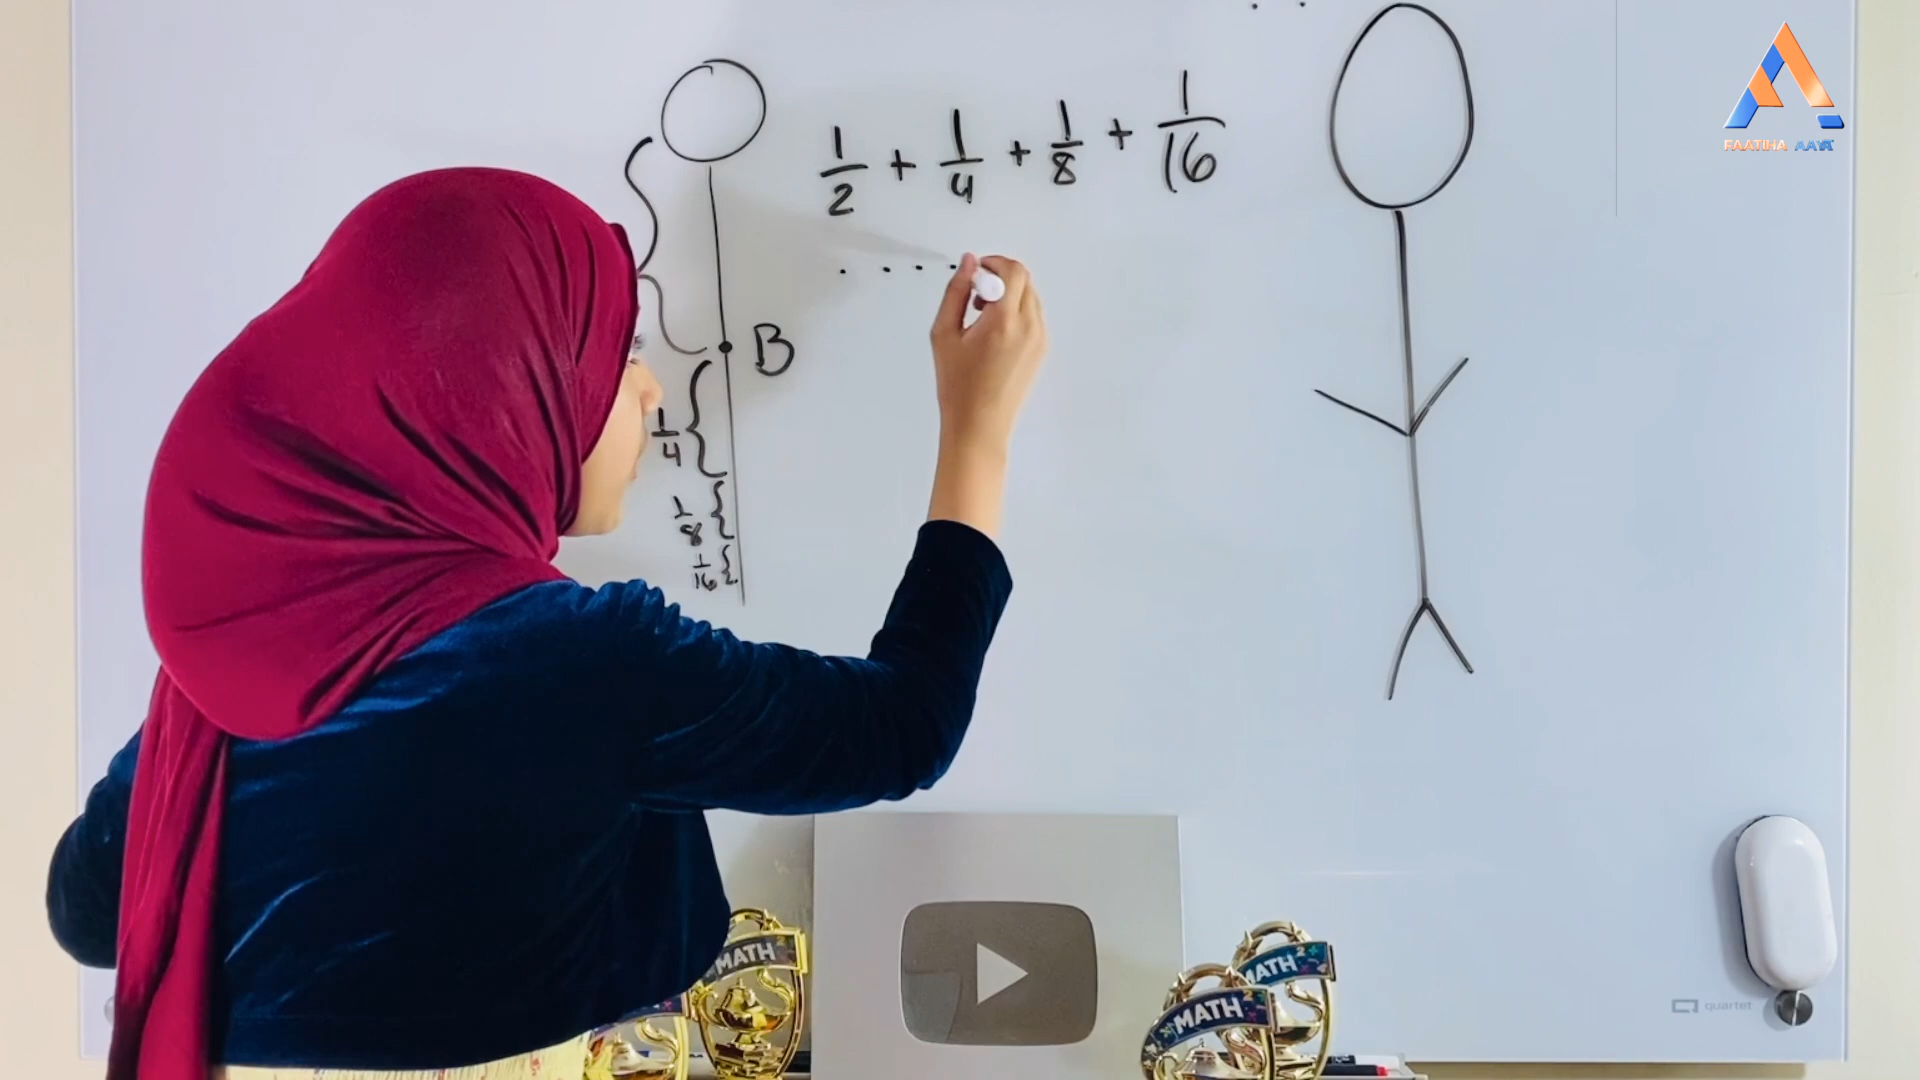 FAATIHA AAYAT
1/2 + 1/4 + 1/8 + 1/16
. . . .
B
1/4
1/8
1/16
MATH
MATH
MATH
quartet